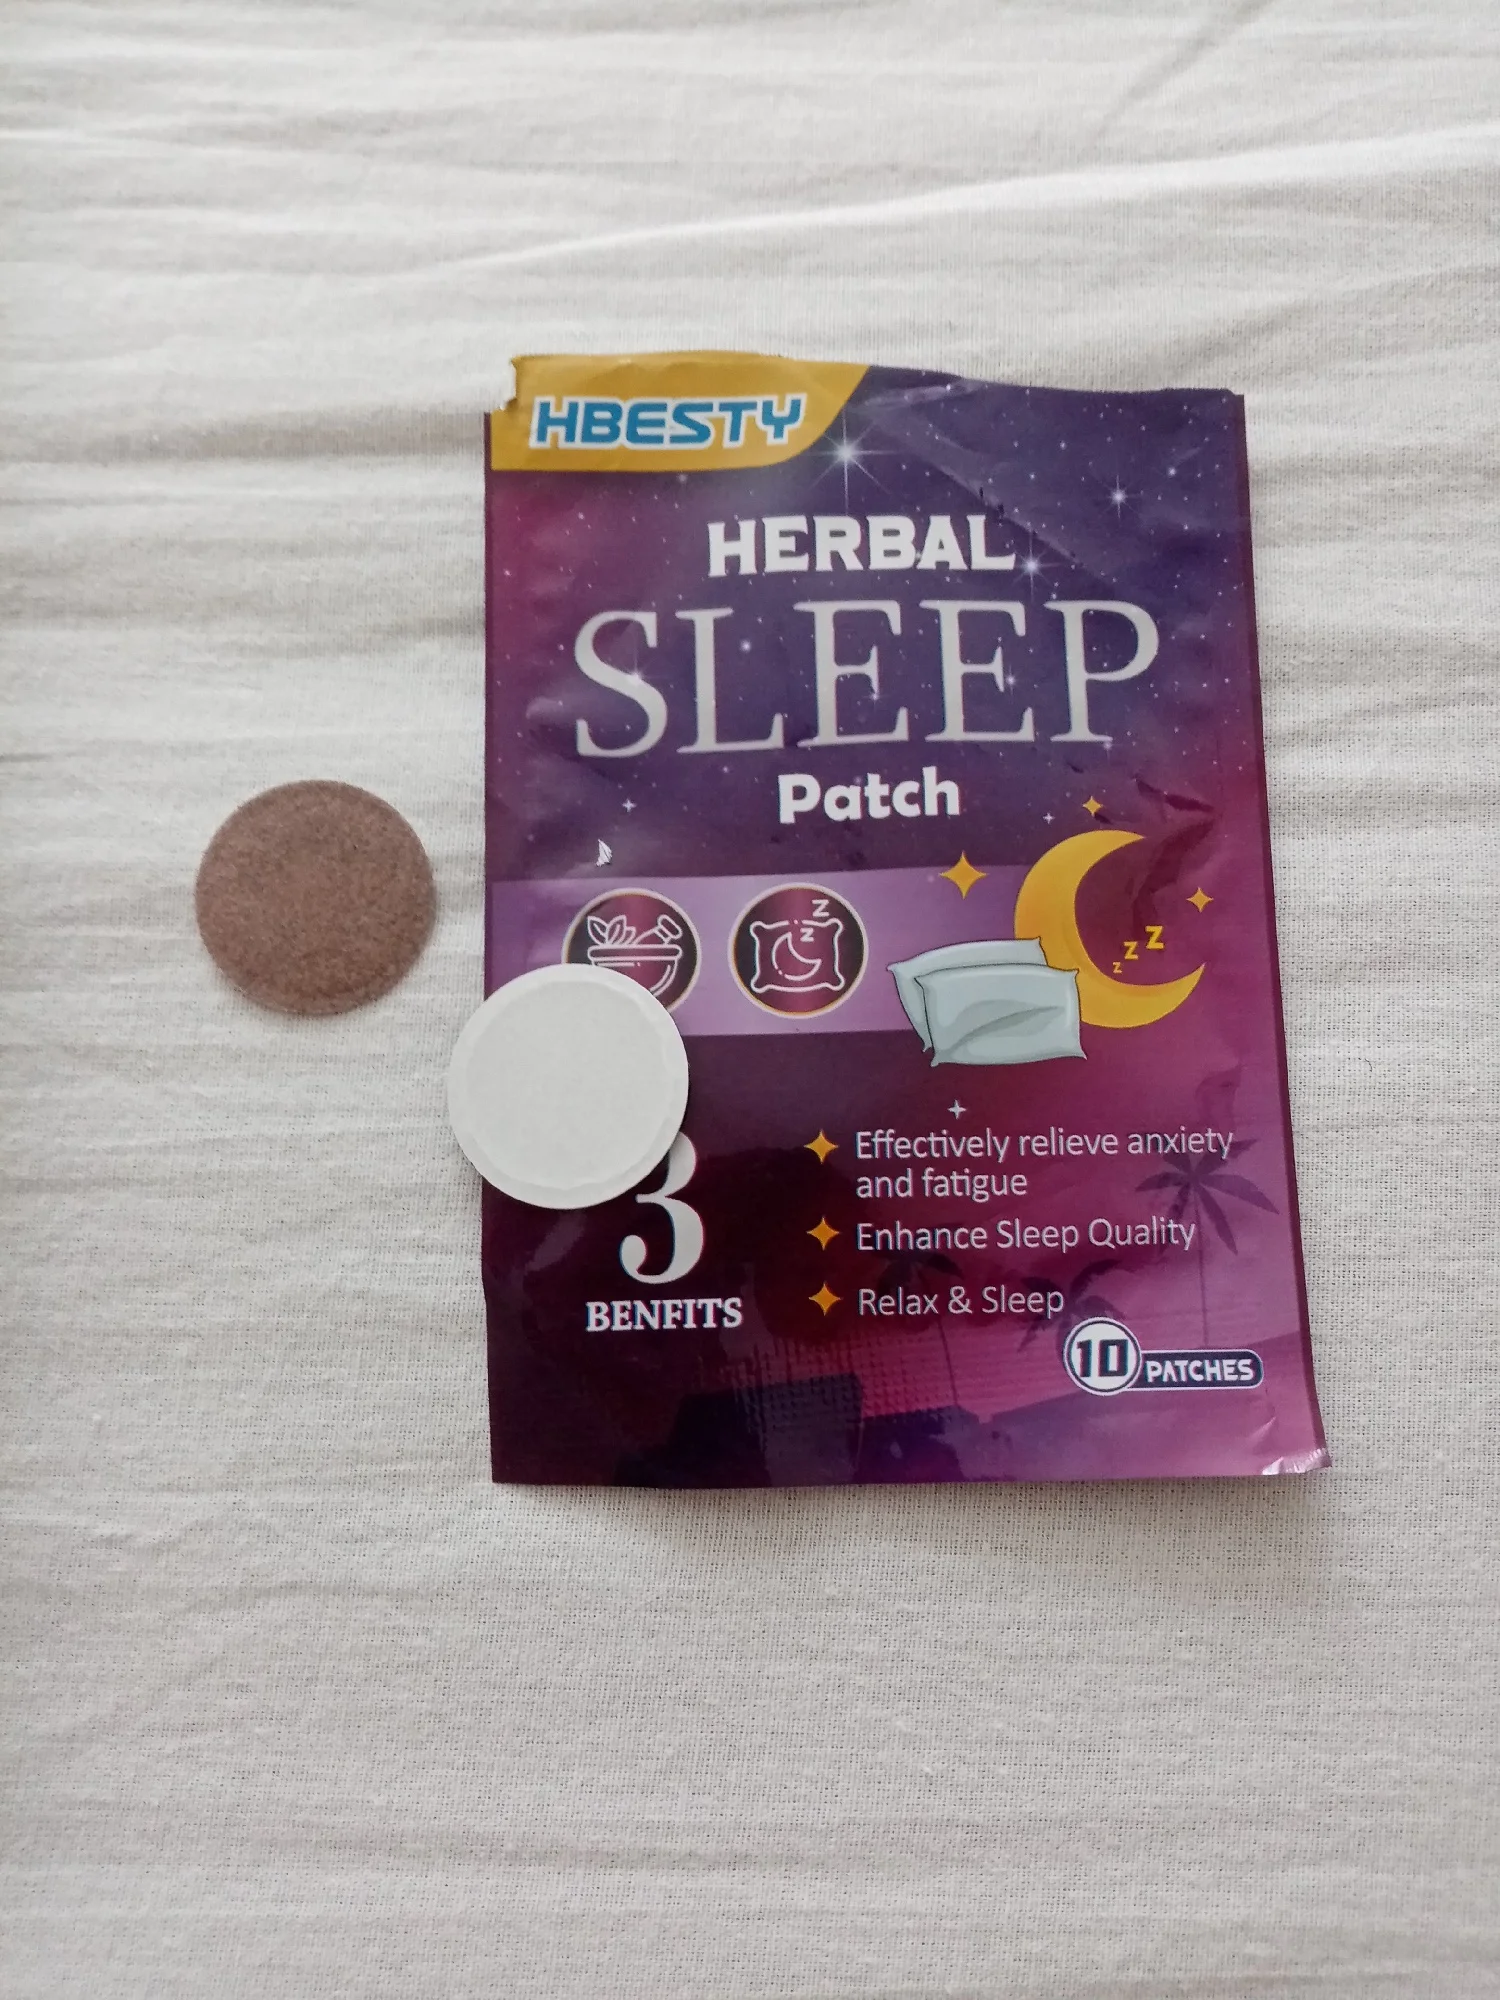 HBESTY
HERBAL
SLEEP
Patch
Z
Z
z
z
Z
3
BENFITS
Effectively relieve anxiety
and fatigue
Enhance Sleep Quality
Relax & Sleep
10 PATCHES